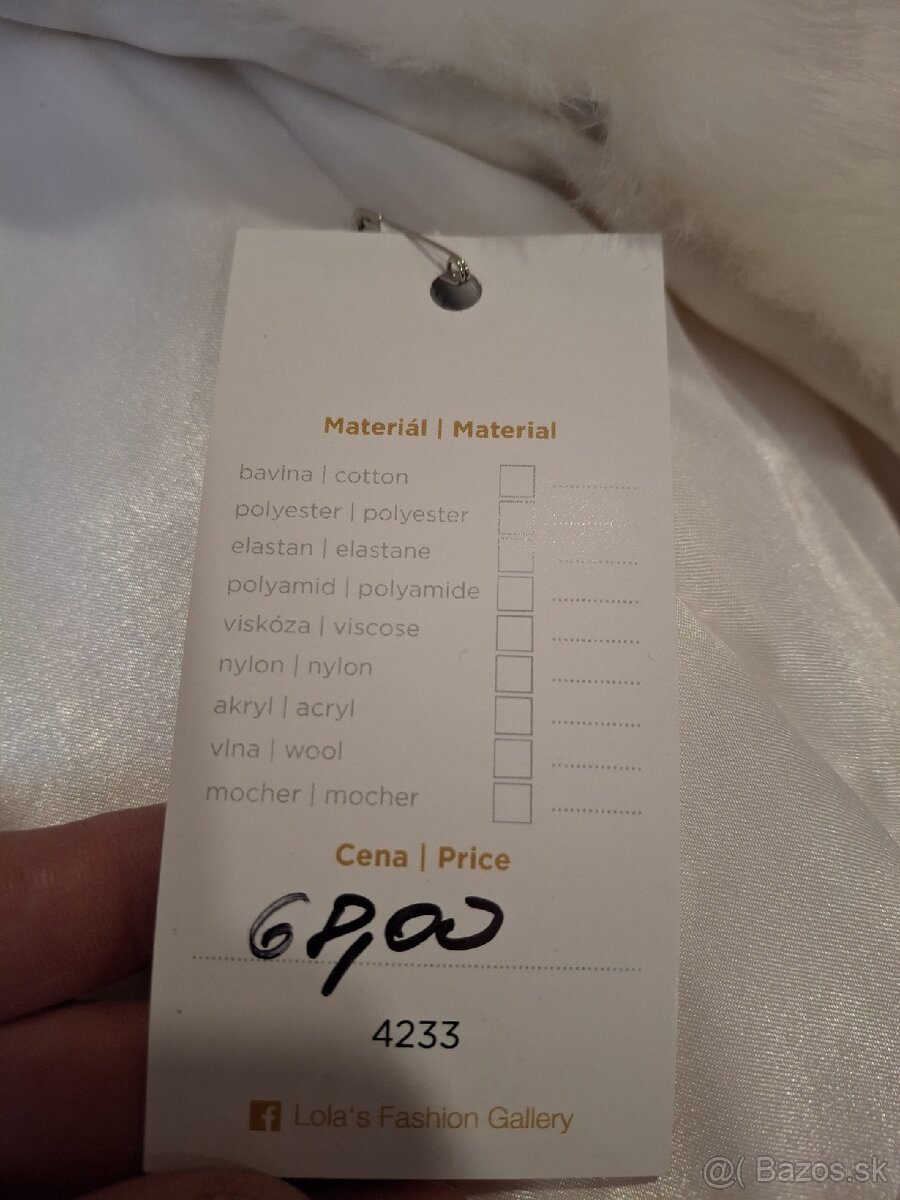 Materiál | Material
bavlna | cotton
polyester | polyester
elastan | elastane
polyamid | polyamide
viskóza | viscose
nylon | nylon
akryl | acryl
vlna | wool
mocher | mocher
Cena | Price
68,00
4233
Lola's Fashion Gallery
@( Bazos.sk